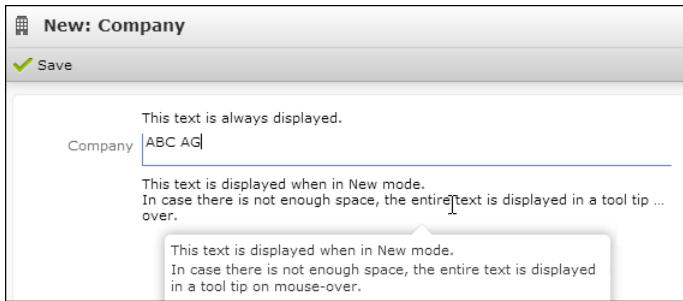 New: Company
Save
This text is always displayed.
Company ABC AG
This text is displayed when in New mode.
In case there is not enough space, the entire text is displayed in a tool tip ...
over.
This text is displayed when in New mode.
In case there is not enough space, the entire text is displayed
in a tool tip on mouse-over.